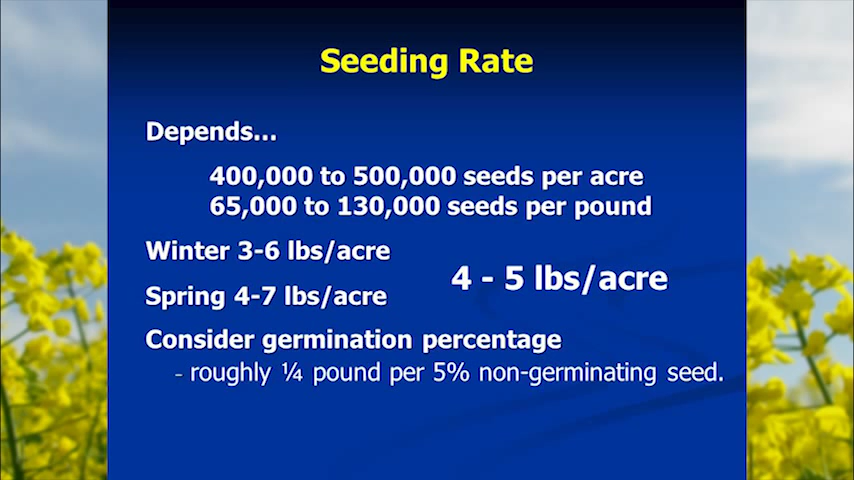 Seeding Rate
Depends...
400,000 to 500,000 seeds per acre
65,000 to 130,000 seeds per pound
Winter 3-6 lbs/acre
4 - 5 lbs/acre
Spring 4-7 lbs/acre
Consider germination percentage
- roughly ¼ pound per 5% non-germinating seed.